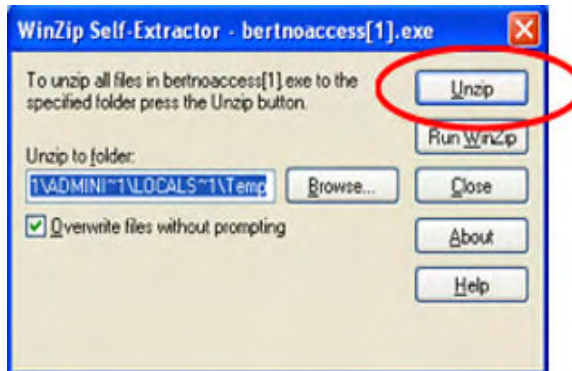 WinZip Self-Extractor - bertnoaccess[1].exe
To unzip all files in bertnoaccess[1].exe to the
specified folder press the Unzip button.
Unzip to folder:
1\ADMINI~1\LOCALS~1\Temp
Browse...
Overwrite files without prompting
Unzip
Run WinZip
Close
About
Help